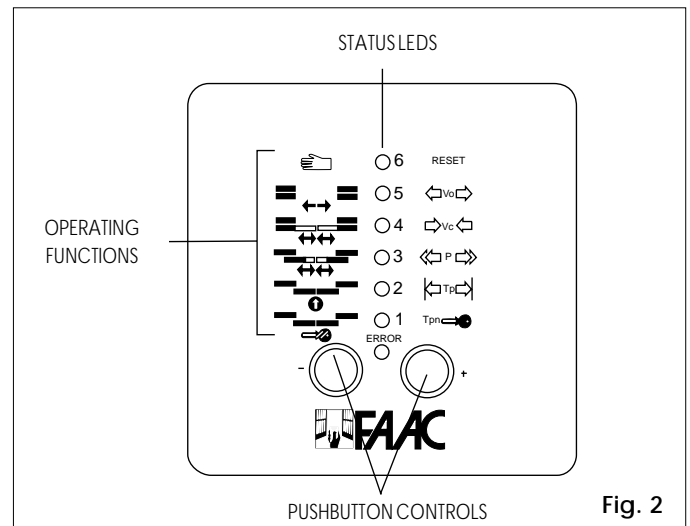 STATUS LEDS
6 RESET
5 Vo
4 Vc
OPERATING
FUNCTIONS
3 P
2 Tp
1 Tpn
ERROR
- +
FAAC
PUSHBUTTON CONTROLS
Fig. 2